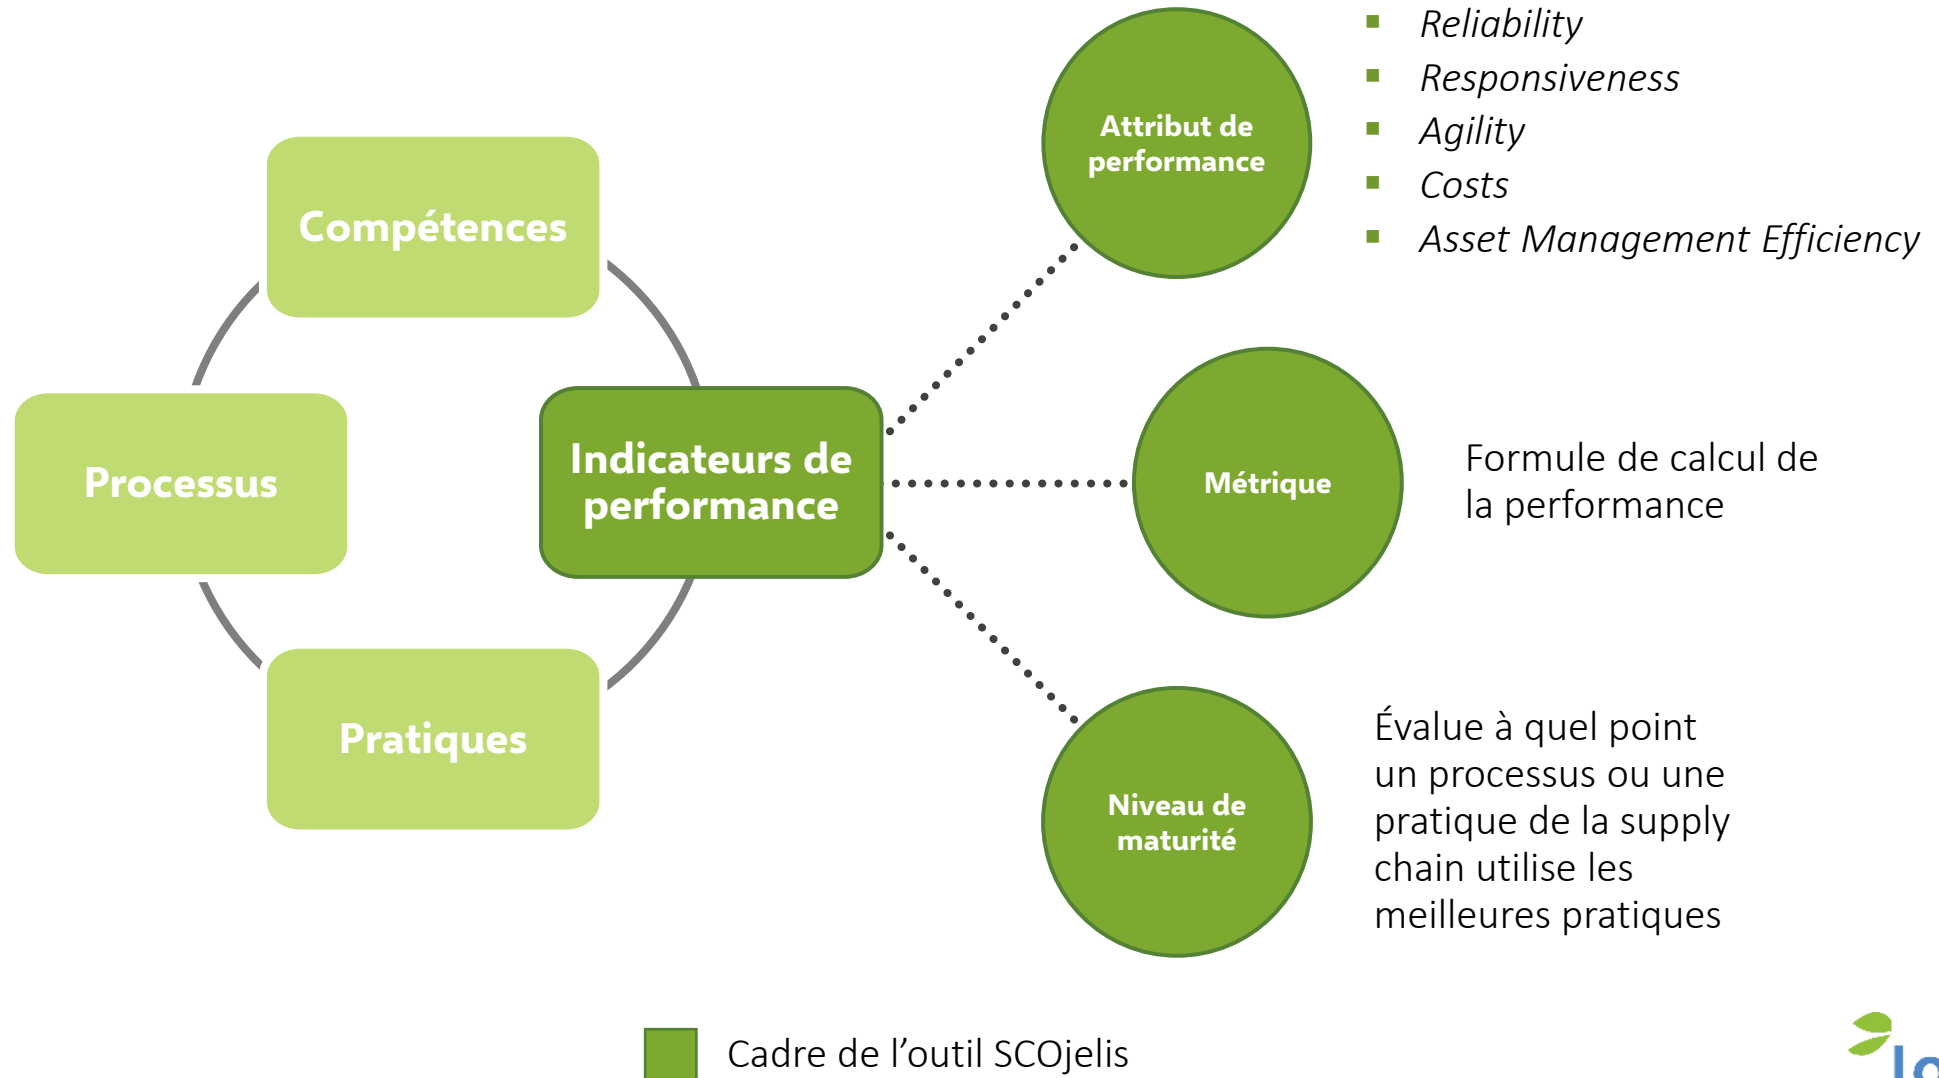 Compétences
Processus
Pratiques
Indicateurs de
performance
Attribut de
performance
Reliability
Responsiveness
Agility
Costs
Asset Management Efficiency
Métrique
Formule de calcul de
la performance
Niveau de
maturité
Évalue à quel point
un processus ou une
pratique de la supply
chain utilise les
meilleures pratiques
Cadre de l’outil SCOjelis